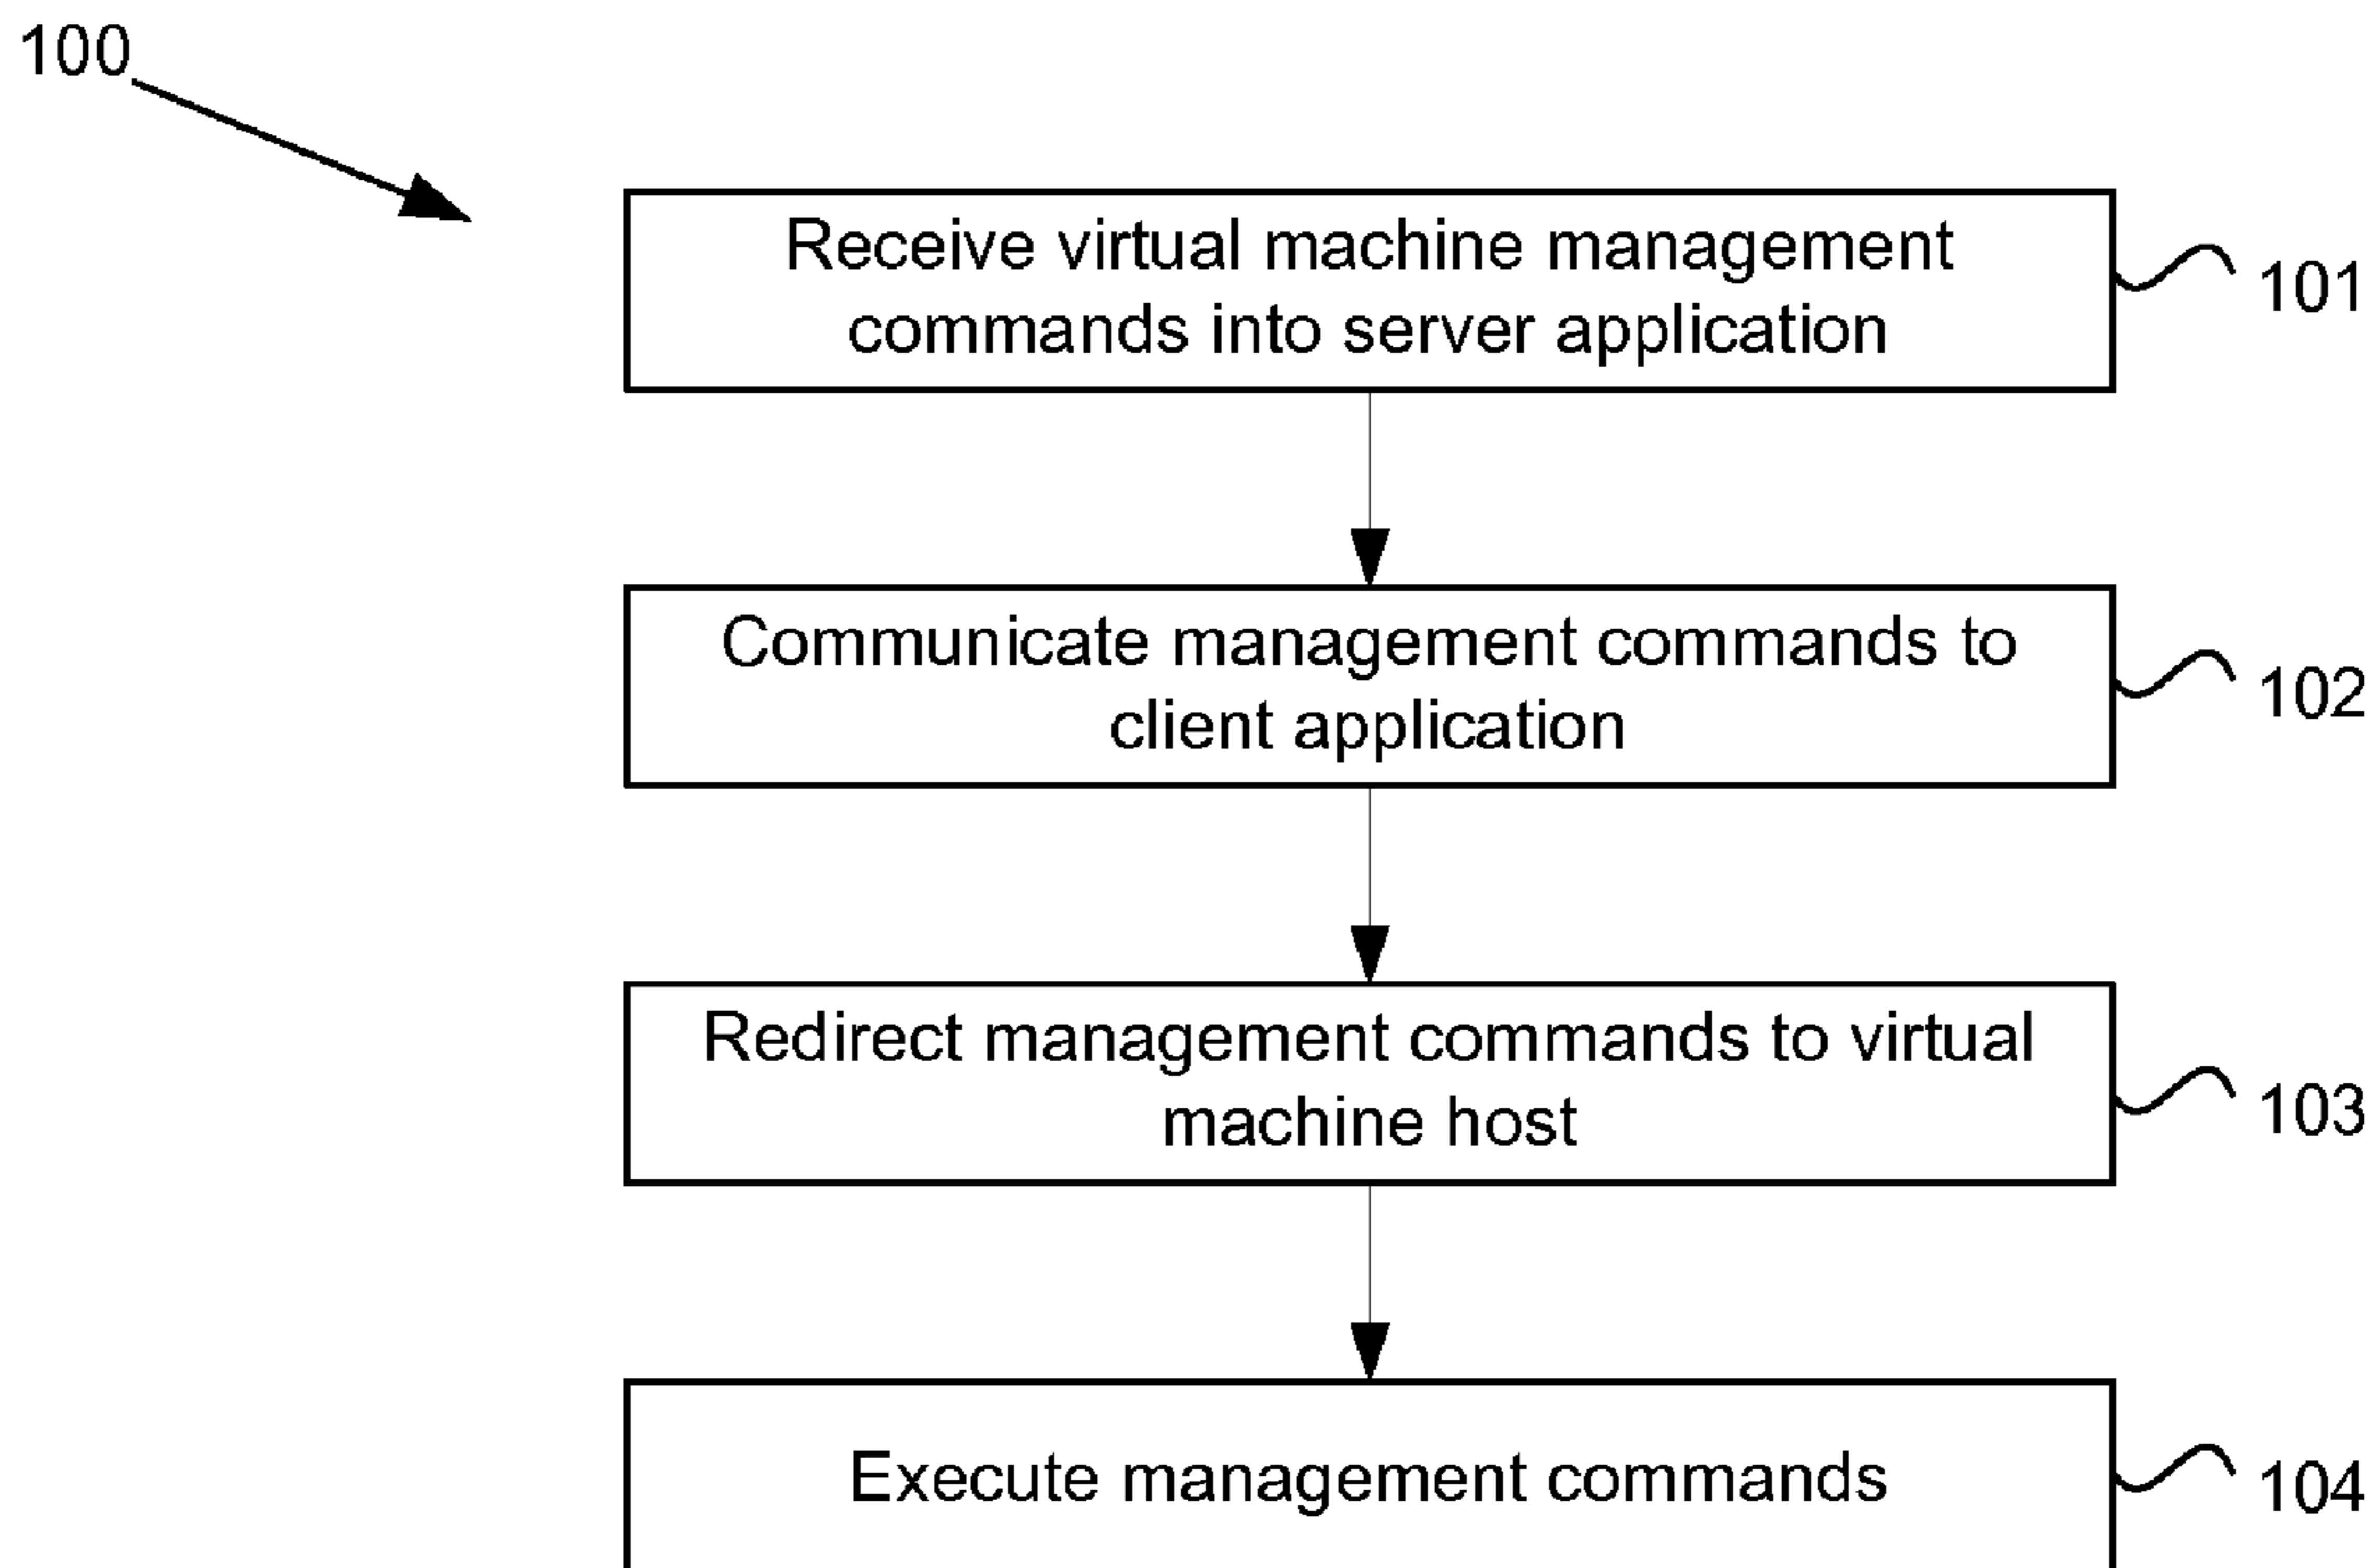 100
Receive virtual machine management
commands into server application
101
Communicate management commands to
client application
102
Redirect management commands to virtual
machine host
103
Execute management commands
104